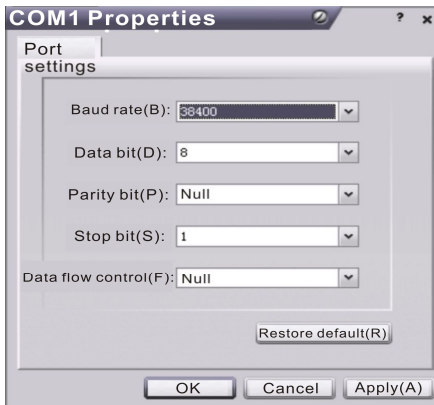 COM1 Properties
? x
Port
settings
Baud rate(B): 38400
Data bit(D): 8
Parity bit(P): Null
Stop bit(S): 1
Data flow control(F): Null
Restore default(R)
OK Cancel Apply(A)